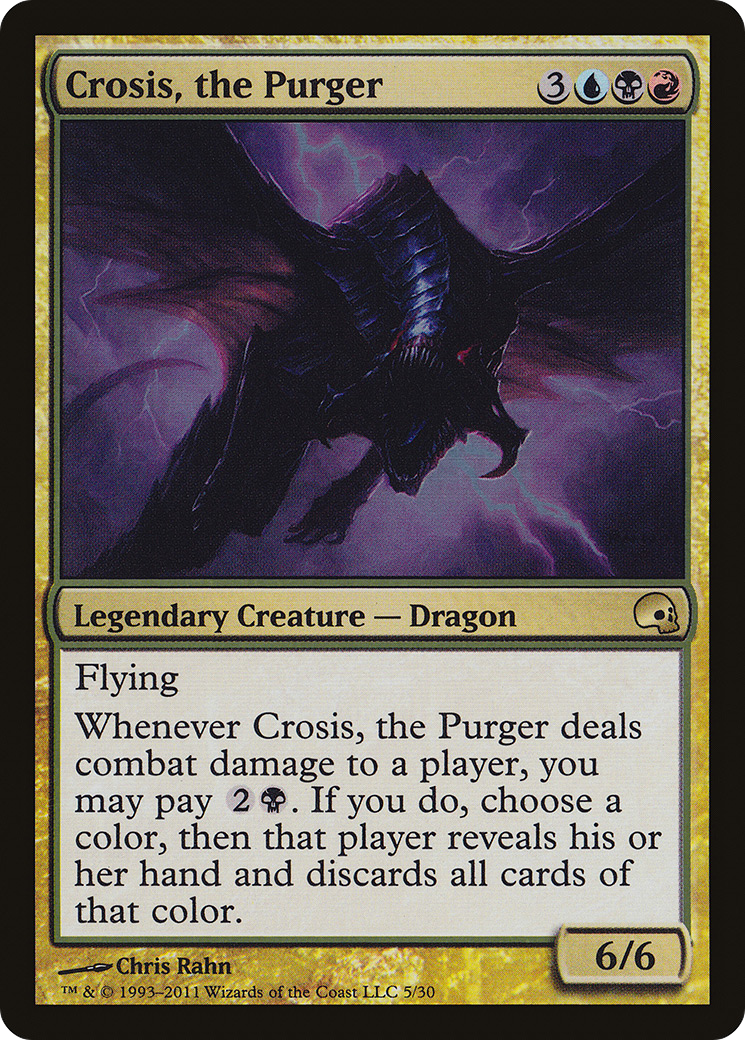 Crosis, the Purger 3
Legendary Creature — Dragon
Flying
Whenever Crosis, the Purger deals
combat damage to a player, you
may pay 2. If you do, choose a
color, then that player reveals his or
her hand and discards all cards of
that color.
6/6
Chris Rahn
™ & © 1993–2011 Wizards of the Coast LLC 5/30